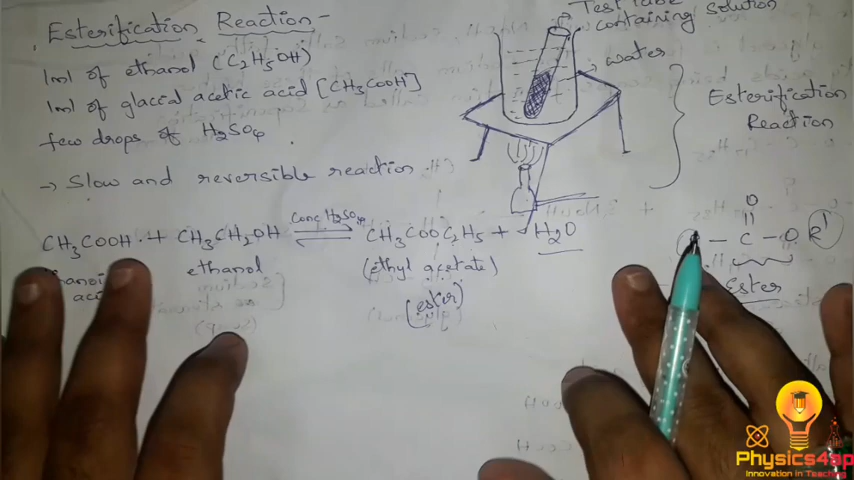 Esterification Reaction -
1ml of ethanol (C2H5OH)
1ml of glacial acetic acid [CH3COOH]
few drops of H2SO4
→ Slow and reversible reaction
CH3COOH + CH3CH2OH ⇌ CH3COOC2H5 + H2O
Conc H2SO4
ethanol
(ethyl acetate)
(ester)
Test tube
containing solution
water
Esterification
Reaction
O
||
- C - O R'
Ester
Physics4ap
Innovation in Teaching